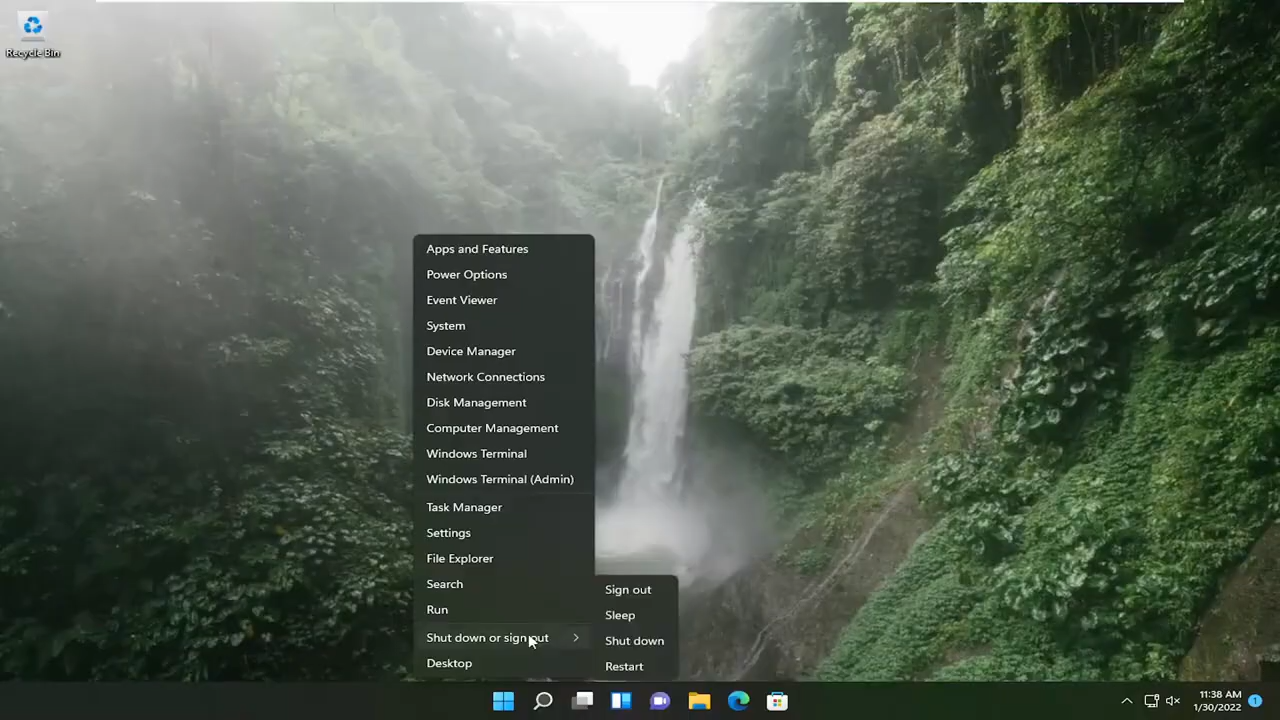 Recycle Bin
Apps and Features
Power Options
Event Viewer
System
Device Manager
Network Connections
Disk Management
Computer Management
Windows Terminal
Windows Terminal (Admin)
Task Manager
Settings
File Explorer
Search
Run
Shut down or sign out
Desktop
Sign out
Sleep
Shut down
Restart
11:38 AM
1/30/2022
1